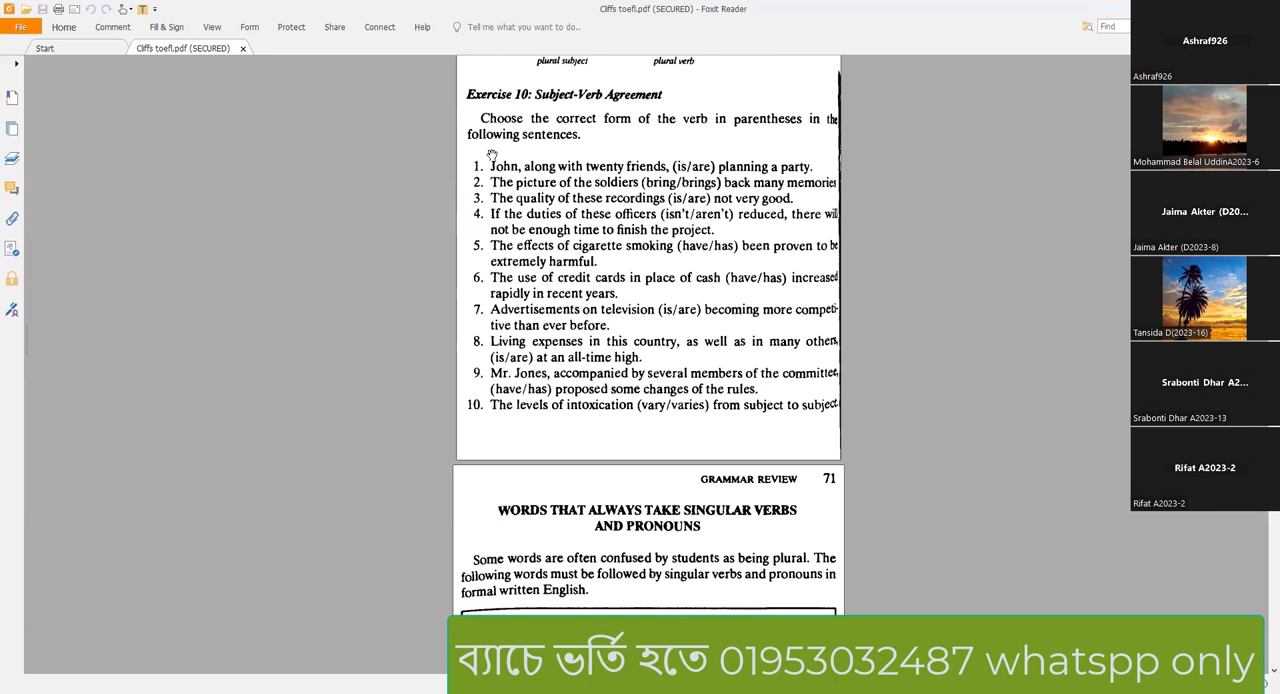 Cliffs toefl.pdf (SECURED) - Foxit Reader
File Home Comment Fill & Sign View Form Protect Share Connect Help Tell me what you want to do.. Find
Start Cliffs toefl.pdf (SECURED)
plural subject plural verb
Exercise 10: Subject-Verb Agreement
Choose the correct form of the verb in parentheses in the
following sentences.
1. John, along with twenty friends, (is/are) planning a party.
2. The picture of the soldiers (bring/brings) back many memories
3. The quality of these recordings (is/are) not very good.
4. If the duties of these officers (isn't/aren't) reduced, there will
not be enough time to finish the project.
5. The effects of cigarette smoking (have/has) been proven to be
extremely harmful.
6. The use of credit cards in place of cash (have/has) increased
rapidly in recent years.
7. Advertisements on television (is/are) becoming more competi-
tive than ever before.
8. Living expenses in this country, as well as in many others,
(is/are) at an all-time high.
9. Mr. Jones, accompanied by several members of the committee,
(have/has) proposed some changes of the rules.
10. The levels of intoxication (vary/varies) from subject to subject.
GRAMMAR REVIEW 71
WORDS THAT ALWAYS TAKE SINGULAR VERBS
AND PRONOUNS
Some words are often confused by students as being plural. The
following words must be followed by singular verbs and pronouns in
formal written English.
Ashraf926
Ashraf926
Mohammad Belal UddinA2023-6
Jaima Akter (D20...
Jaima Akter (D2023-8)
Tansida D(2023-16)
Srabonti Dhar A2...
Srabonti Dhar A2023-13
Rifat A2023-2
Rifat A2023-2
ব্যাচে ভর্তি হতে 01953032487 whatspp only